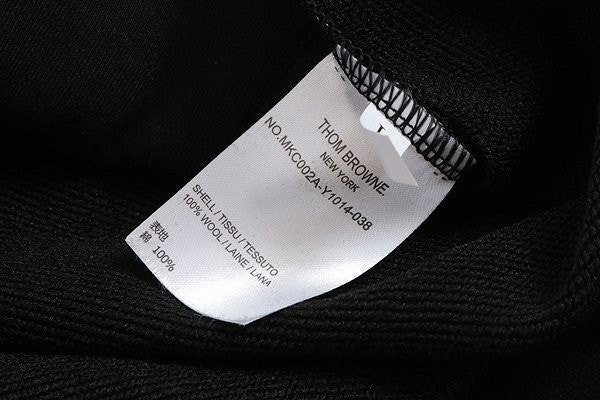 THOM BROWNE
NEW YORK
NO.MKC002A-Y1014-038
SHELL / TISSU / TESSUTO
100% WOOL / LAINE / LANA
表地
綿 100%